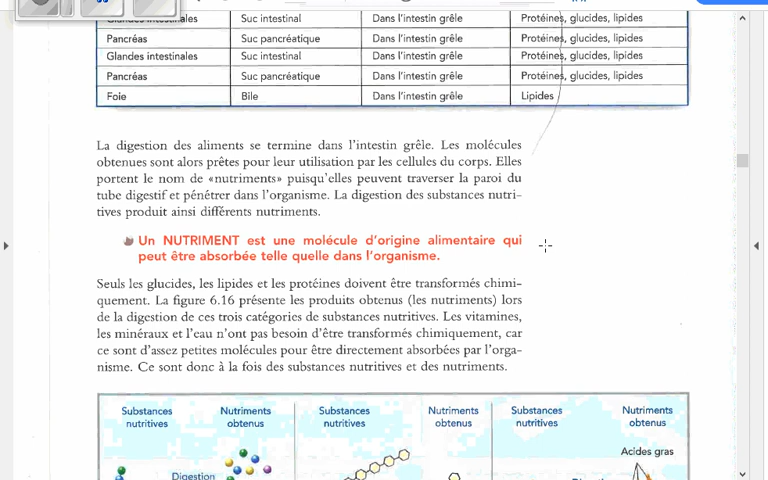 Glandes intestinales Suc intestinal Dans l'intestin grêle Protéines, glucides, lipides
Pancréas Suc pancréatique Dans l'intestin grêle Protéines, glucides, lipides
Glandes intestinales Suc intestinal Dans l'intestin grêle Protéines, glucides, lipides
Pancréas Suc pancréatique Dans l'intestin grêle Protéines, glucides, lipides
Foie Bile Dans l'intestin grêle Lipides
La digestion des aliments se termine dans l'intestin grêle. Les molécules
obtenues sont alors prêtes pour leur utilisation par les cellules du corps. Elles
portent le nom de «nutriments» puisqu'elles peuvent traverser la paroi du
tube digestif et pénétrer dans l'organisme. La digestion des substances nutri-
tives produit ainsi différents nutriments.
Un NUTRIMENT est une molécule d'origine alimentaire qui
peut être absorbée telle quelle dans l'organisme.
Seuls les glucides, les lipides et les protéines doivent être transformés chimi-
quement. La figure 6.16 présente les produits obtenus (les nutriments) lors
de la digestion de ces trois catégories de substances nutritives. Les vitamines,
les minéraux et l'eau n'ont pas besoin d'être transformés chimiquement, car
ce sont d'assez petites molécules pour être directement absorbées par l'orga-
nisme. Ce sont donc à la fois des substances nutritives et des nutriments.
Substances Nutriments Substances Nutriments Substances Nutriments
nutritives obtenus nutritives obtenus nutritives obtenus
Acides gras
Digestion